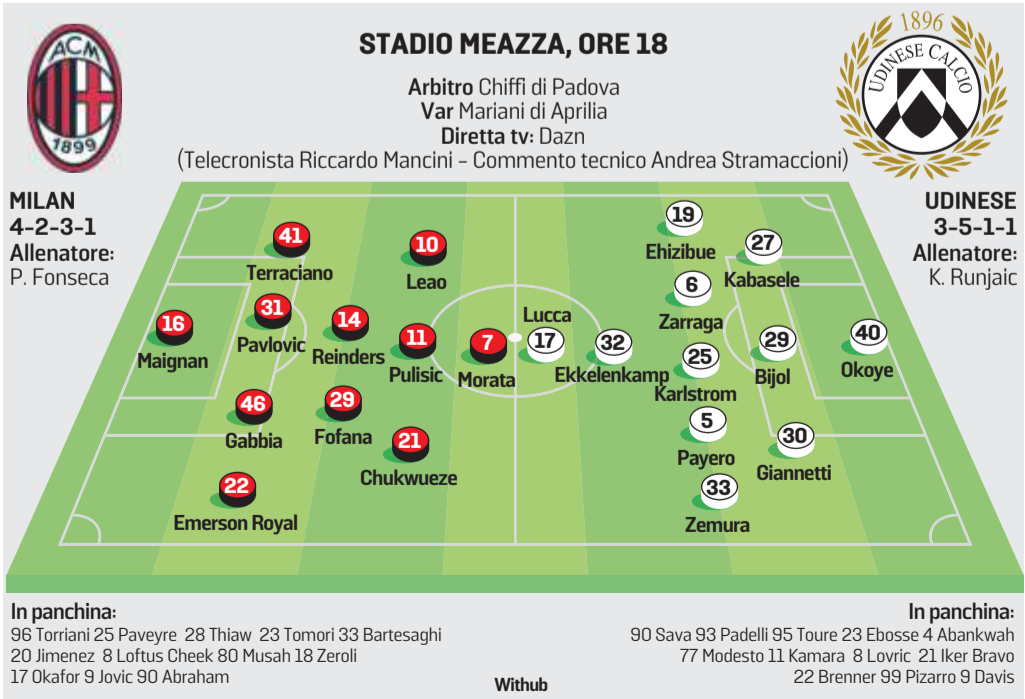 STADIO MEAZZA, ORE 18
Arbitro Chiffi di Padova
Var Mariani di Aprilia
Diretta tv: Dazn
(Telecronista Riccardo Mancini - Commento tecnico Andrea Stramaccioni)
ACM
1899
1896
UDINESE CALCIO
MILAN
4-2-3-1
Allenatore:
P. Fonseca
UDINESE
3-5-1-1
Allenatore:
K. Runjaic
16
Maignan
41
Terraciano
31
Pavlovic
46
Gabbia
22
Emerson Royal
14
Reinders
29
Fofana
10
Leao
11
Pulisic
21
Chukwueze
7
Morata
Lucca
17
32
Ekkelenkamp
19
Ehizibue
6
Zarraga
25
Karlstrom
5
Payero
33
Zemura
27
Kabasele
29
Bijol
30
Giannetti
40
Okoye
In panchina:
96 Torriani 25 Paveyre 28 Thiaw 23 Tomori 33 Bartesaghi
20 Jimenez 8 Loftus Cheek 80 Musah 18 Zeroli
17 Okafor 9 Jovic 90 Abraham
Withub
In panchina:
90 Sava 93 Padelli 95 Toure 23 Ebosse 4 Abankwah
77 Modesto 11 Kamara 8 Lovric 21 Iker Bravo
22 Brenner 99 Pizarro 9 Davis